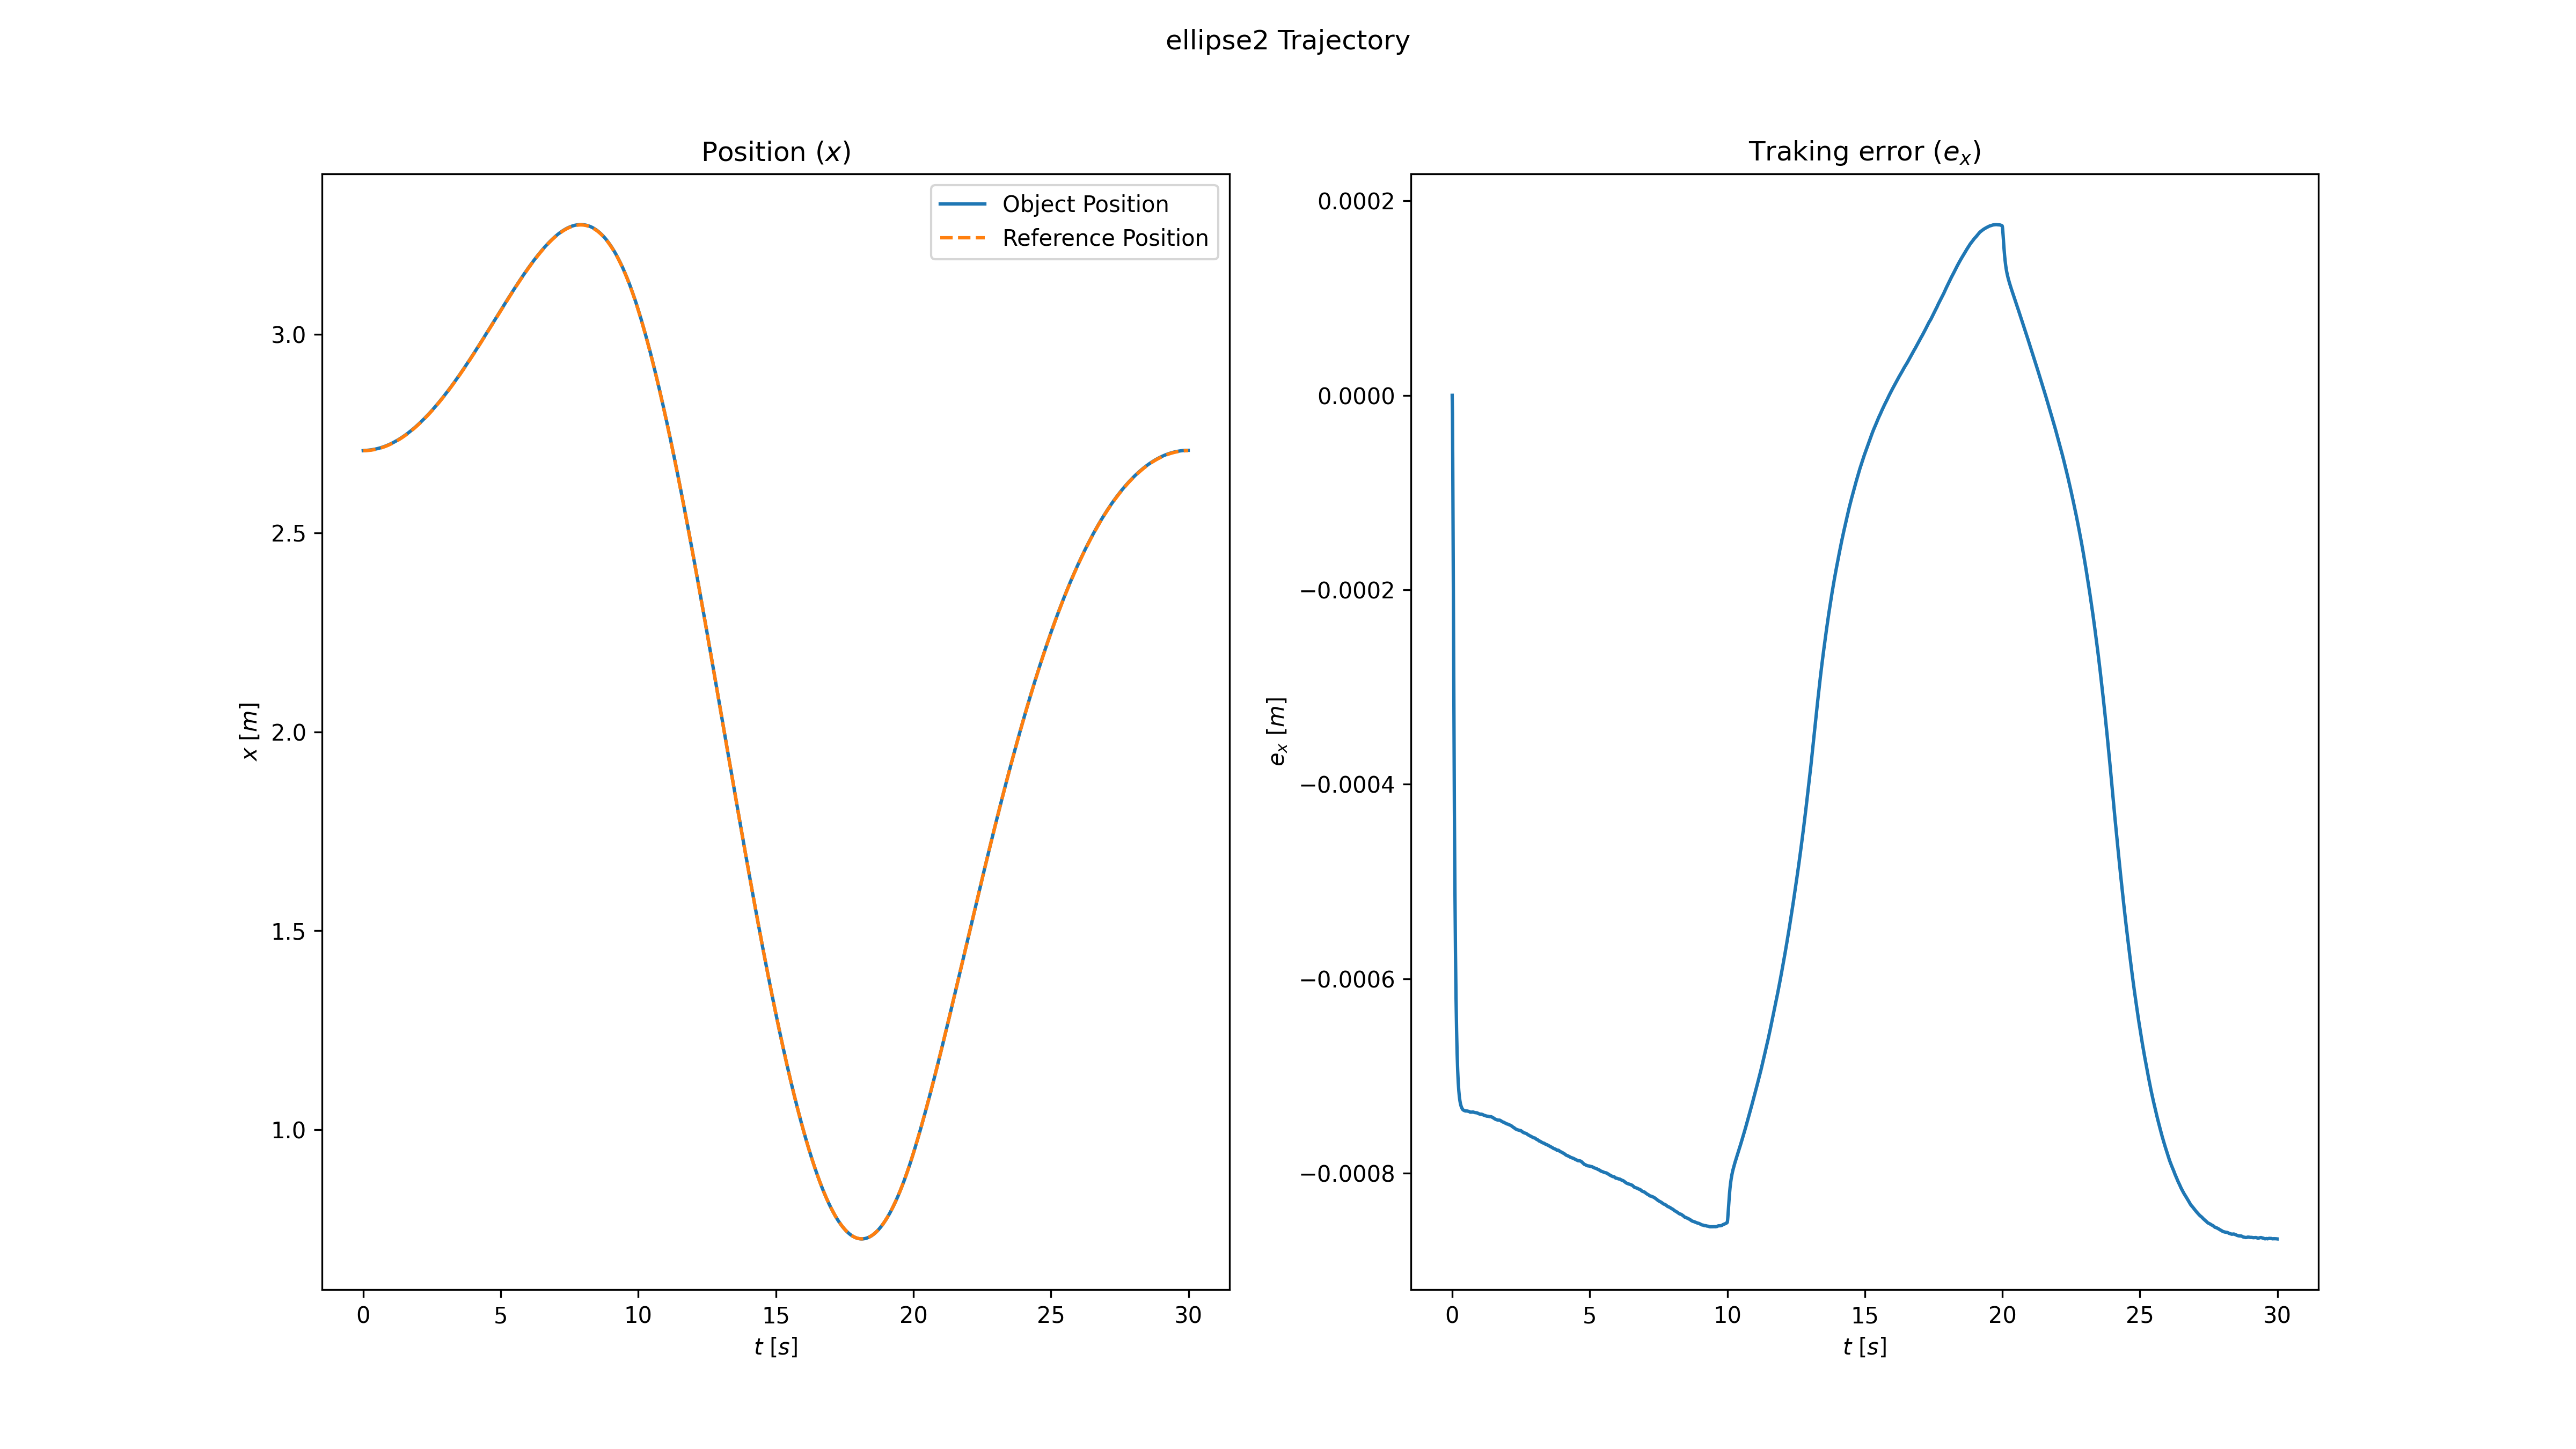 ellipse2 Trajectory
Position (x)
Object Position
Reference Position
3.0
2.5
2.0
1.5
1.0
x [m]
0 5 10 15 20 25 30
t [s]
Traking error (eₓ)
0.0002
0.0000
−0.0002
−0.0004
−0.0006
−0.0008
eₓ [m]
0 5 10 15 20 25 30
t [s]